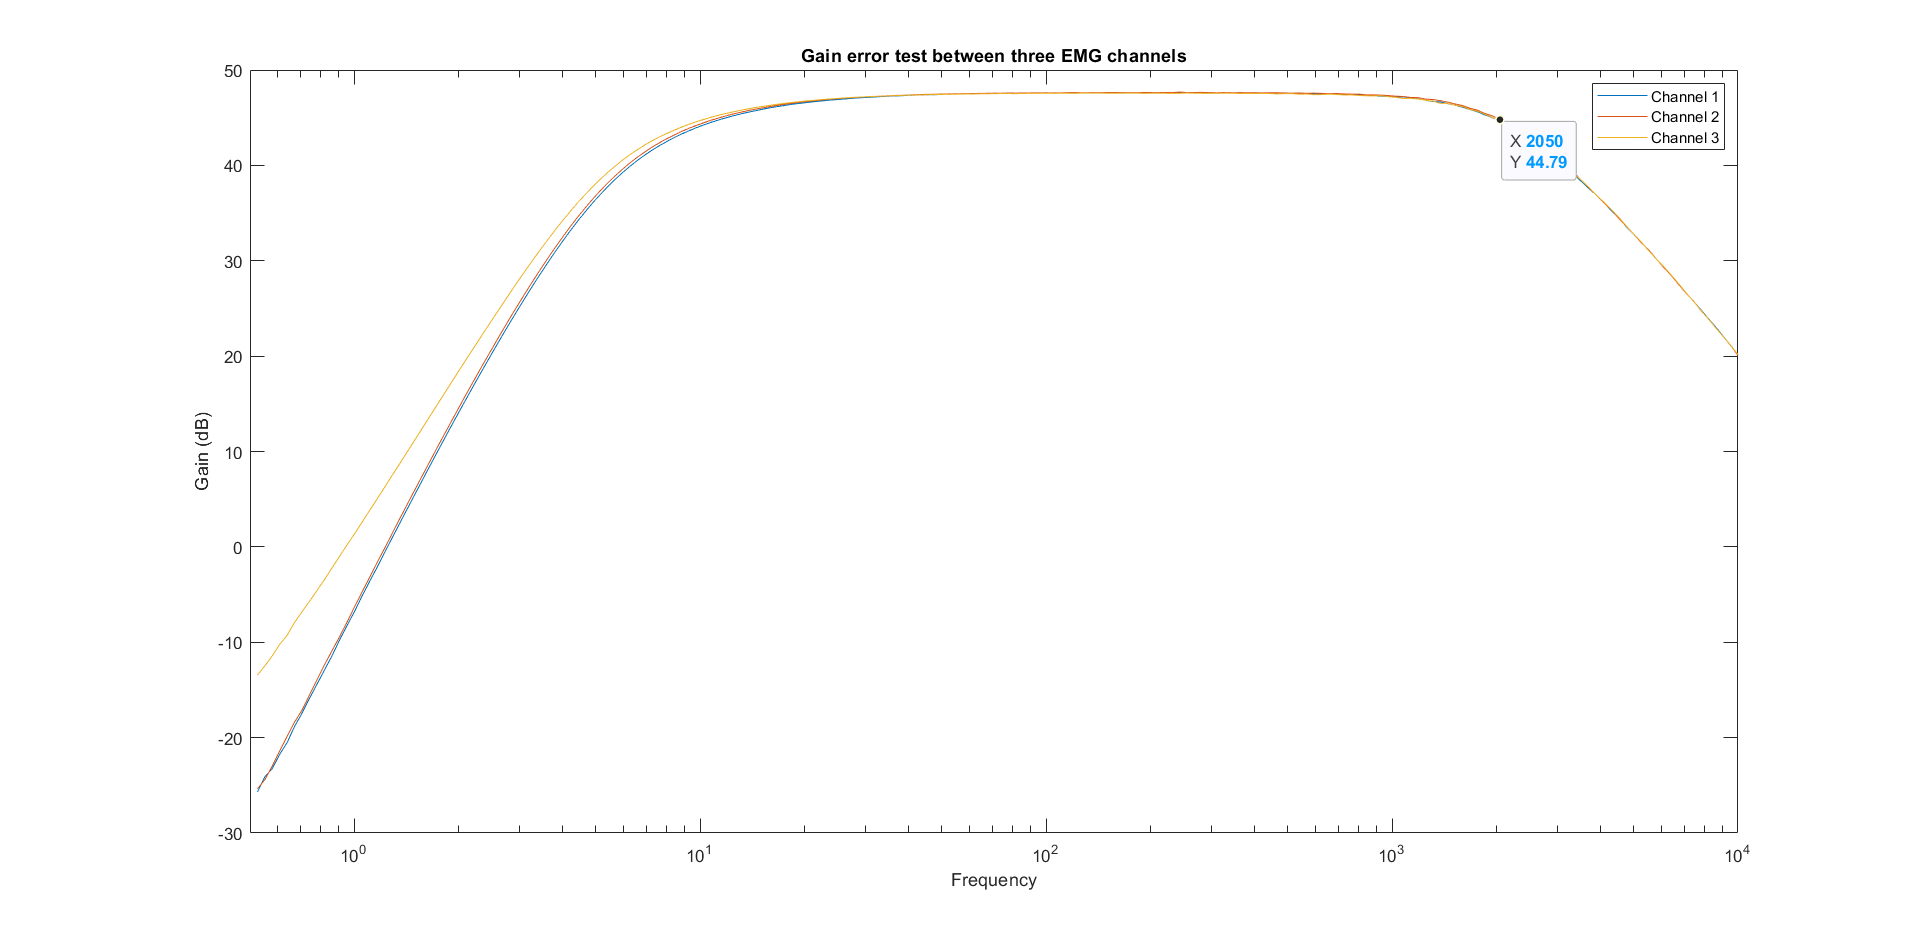 Gain error test between three EMG channels
50
40
30
20
10
0
-10
-20
-30
Gain (dB)
Channel 1
Channel 2
Channel 3
X 2050
Y 44.79
10^0
10^1
10^2
10^3
10^4
Frequency